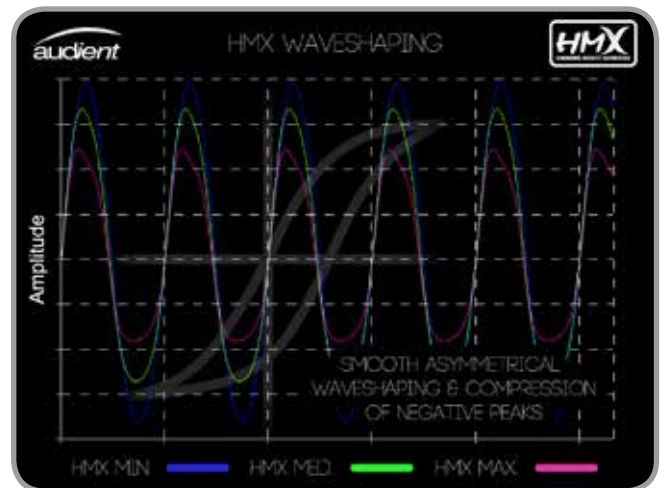 audient
HMX WAVESHAPING
HMX
Amplitude
SMOOTH ASYMMETRICAL
WAVESHAPING & COMPRESSION
OF NEGATIVE PEAKS
HMX MIN
HMX MED
HMX MAX